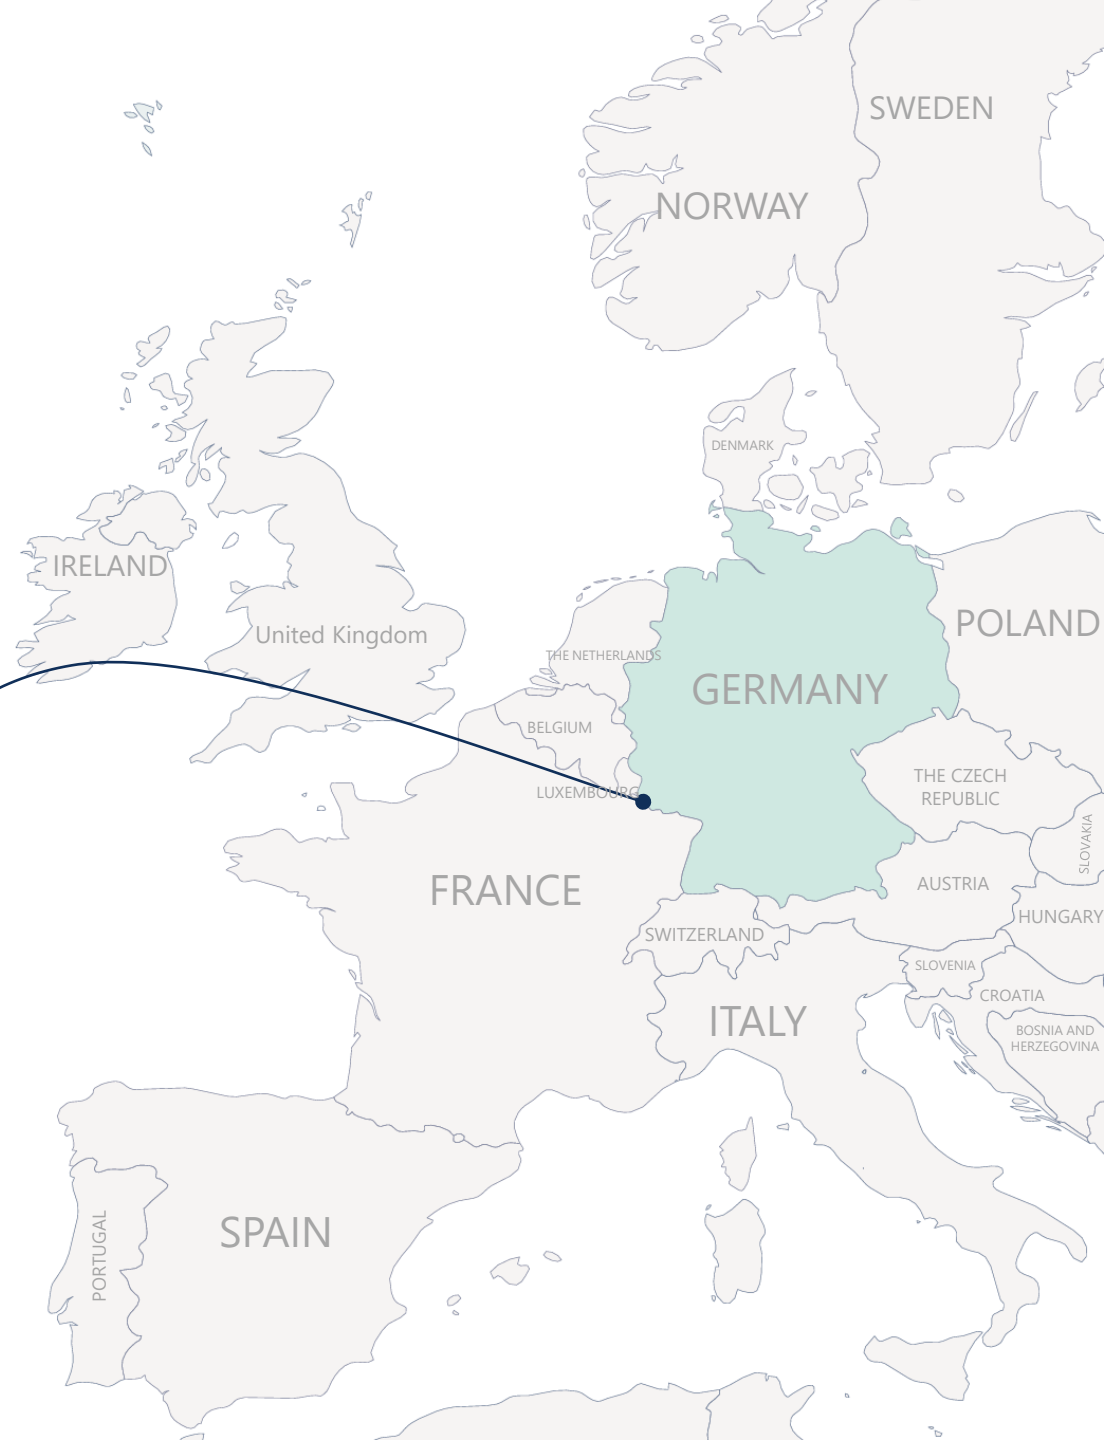 SWEDEN
NORWAY
DENMARK
IRELAND
United Kingdom
POLAND
THE NETHERLANDS
GERMANY
BELGIUM
THE CZECH
REPUBLIC
LUXEMBOURG
SLOVAKIA
FRANCE
AUSTRIA
HUNGARY
SWITZERLAND
SLOVENIA
CROATIA
ITALY
BOSNIA AND
HERZEGOVINA
SPAIN
PORTUGAL